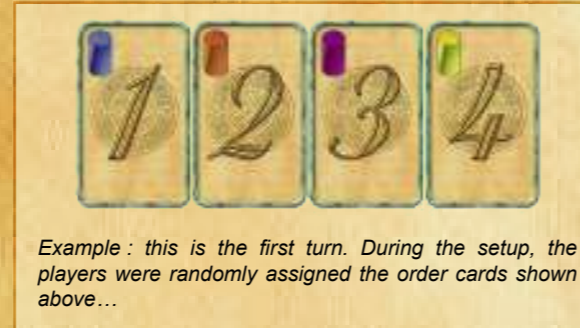 1 2 3 4
Example : this is the first turn. During the setup, the
players were randomly assigned the order cards shown
above…